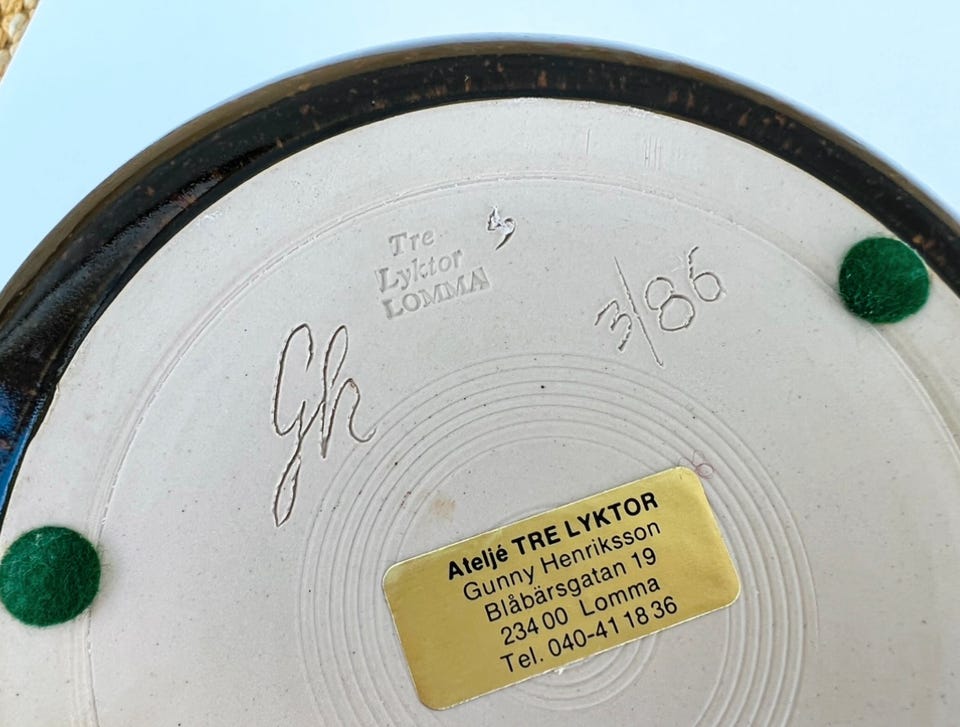 Tre
Lyktor
LOMMA
3/86
Gh
Ateljé TRE LYKTOR
Gunny Henriksson
Blåbärsgatan 19
234 00 Lomma
Tel. 040-41 18 36